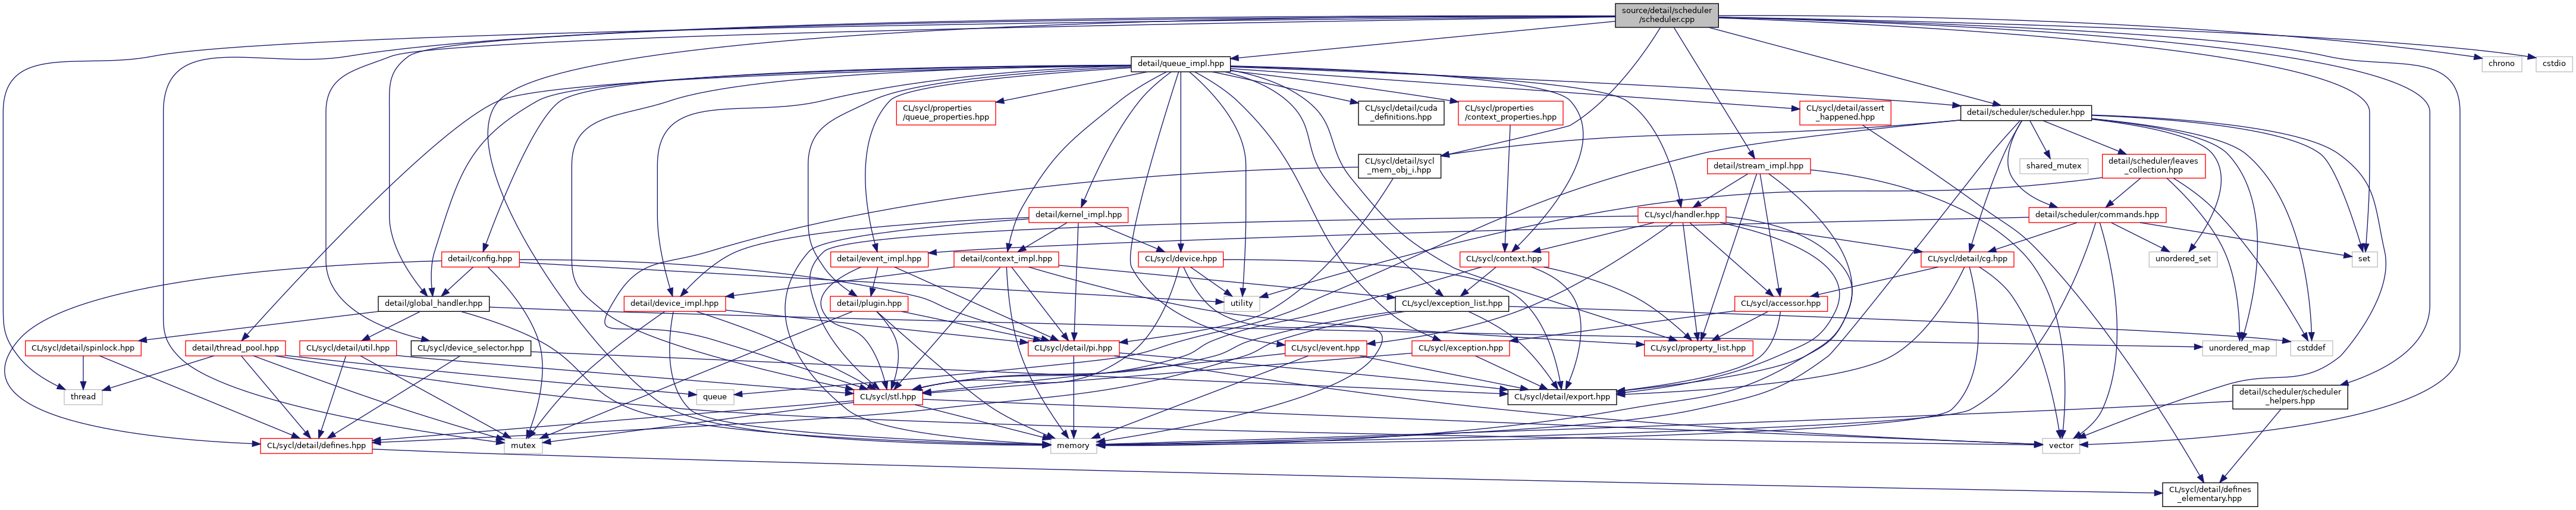 source/detail/scheduler
/scheduler.cpp
detail/queue_impl.hpp
chrono
cstdio
CL/sycl/properties
/queue_properties.hpp
CL/sycl/detail/cuda
_definitions.hpp
CL/sycl/properties
/context_properties.hpp
CL/sycl/detail/assert
_happened.hpp
detail/scheduler/scheduler.hpp
CL/sycl/detail/sycl
_mem_obj_i.hpp
detail/stream_impl.hpp
shared_mutex
detail/scheduler/leaves
_collection.hpp
detail/kernel_impl.hpp
CL/sycl/handler.hpp
detail/scheduler/commands.hpp
detail/config.hpp
detail/event_impl.hpp
detail/context_impl.hpp
CL/sycl/device.hpp
CL/sycl/context.hpp
CL/sycl/detail/cg.hpp
unordered_set
set
detail/global_handler.hpp
detail/device_impl.hpp
detail/plugin.hpp
utility
CL/sycl/exception_list.hpp
CL/sycl/accessor.hpp
CL/sycl/detail/spinlock.hpp
detail/thread_pool.hpp
CL/sycl/detail/util.hpp
CL/sycl/device_selector.hpp
CL/sycl/detail/pi.hpp
CL/sycl/event.hpp
CL/sycl/exception.hpp
CL/sycl/property_list.hpp
unordered_map
cstddef
thread
queue
CL/sycl/stl.hpp
CL/sycl/detail/export.hpp
detail/scheduler/scheduler
_helpers.hpp
CL/sycl/detail/defines.hpp
mutex
memory
vector
CL/sycl/detail/defines
_elementary.hpp